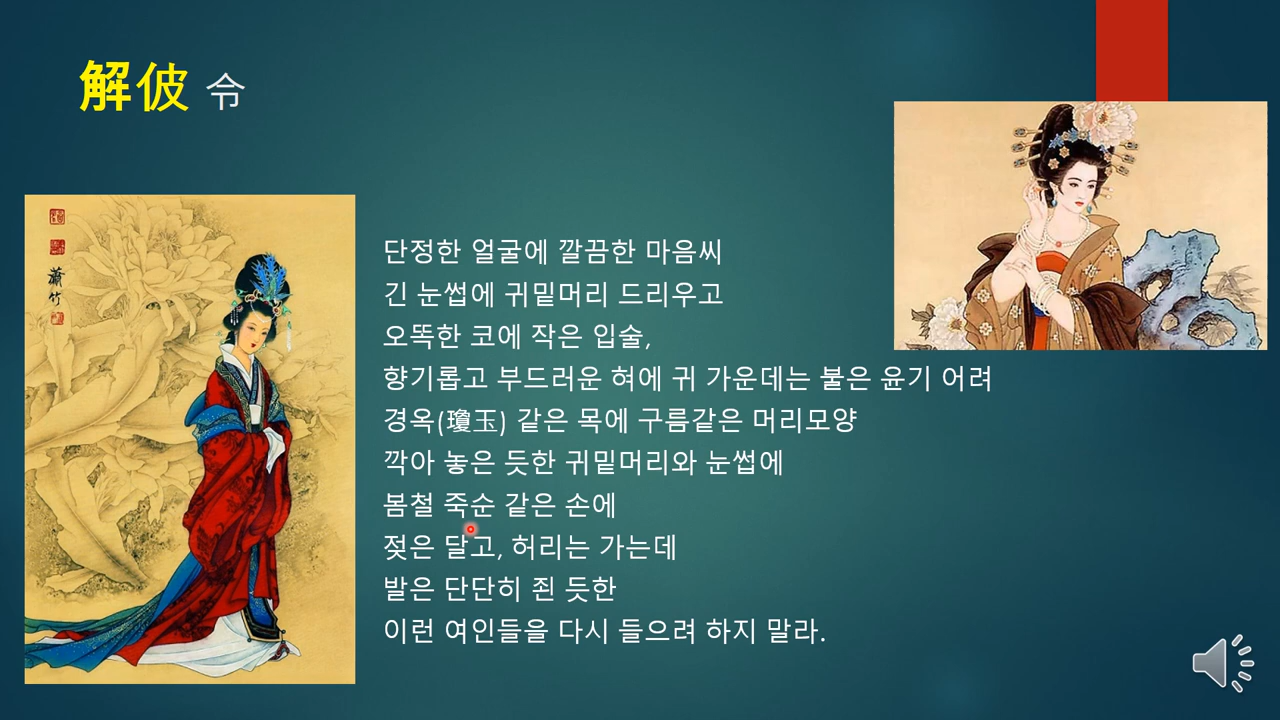 解佊 令
단정한 얼굴에 깔끔한 마음씨
긴 눈썹에 귀밑머리 드리우고
오똑한 코에 작은 입술,
향기롭고 부드러운 혀에 귀 가운데는 붉은 윤기 어려
경옥(瓊玉) 같은 목에 구름같은 머리모양
깍아 놓은 듯한 귀밑머리와 눈썹에
봄철 죽순 같은 손에
젖은 달고, 허리는 가는데
발은 단단히 죈 듯한
이런 여인들을 다시 들으려 하지 말라.
蕭竹